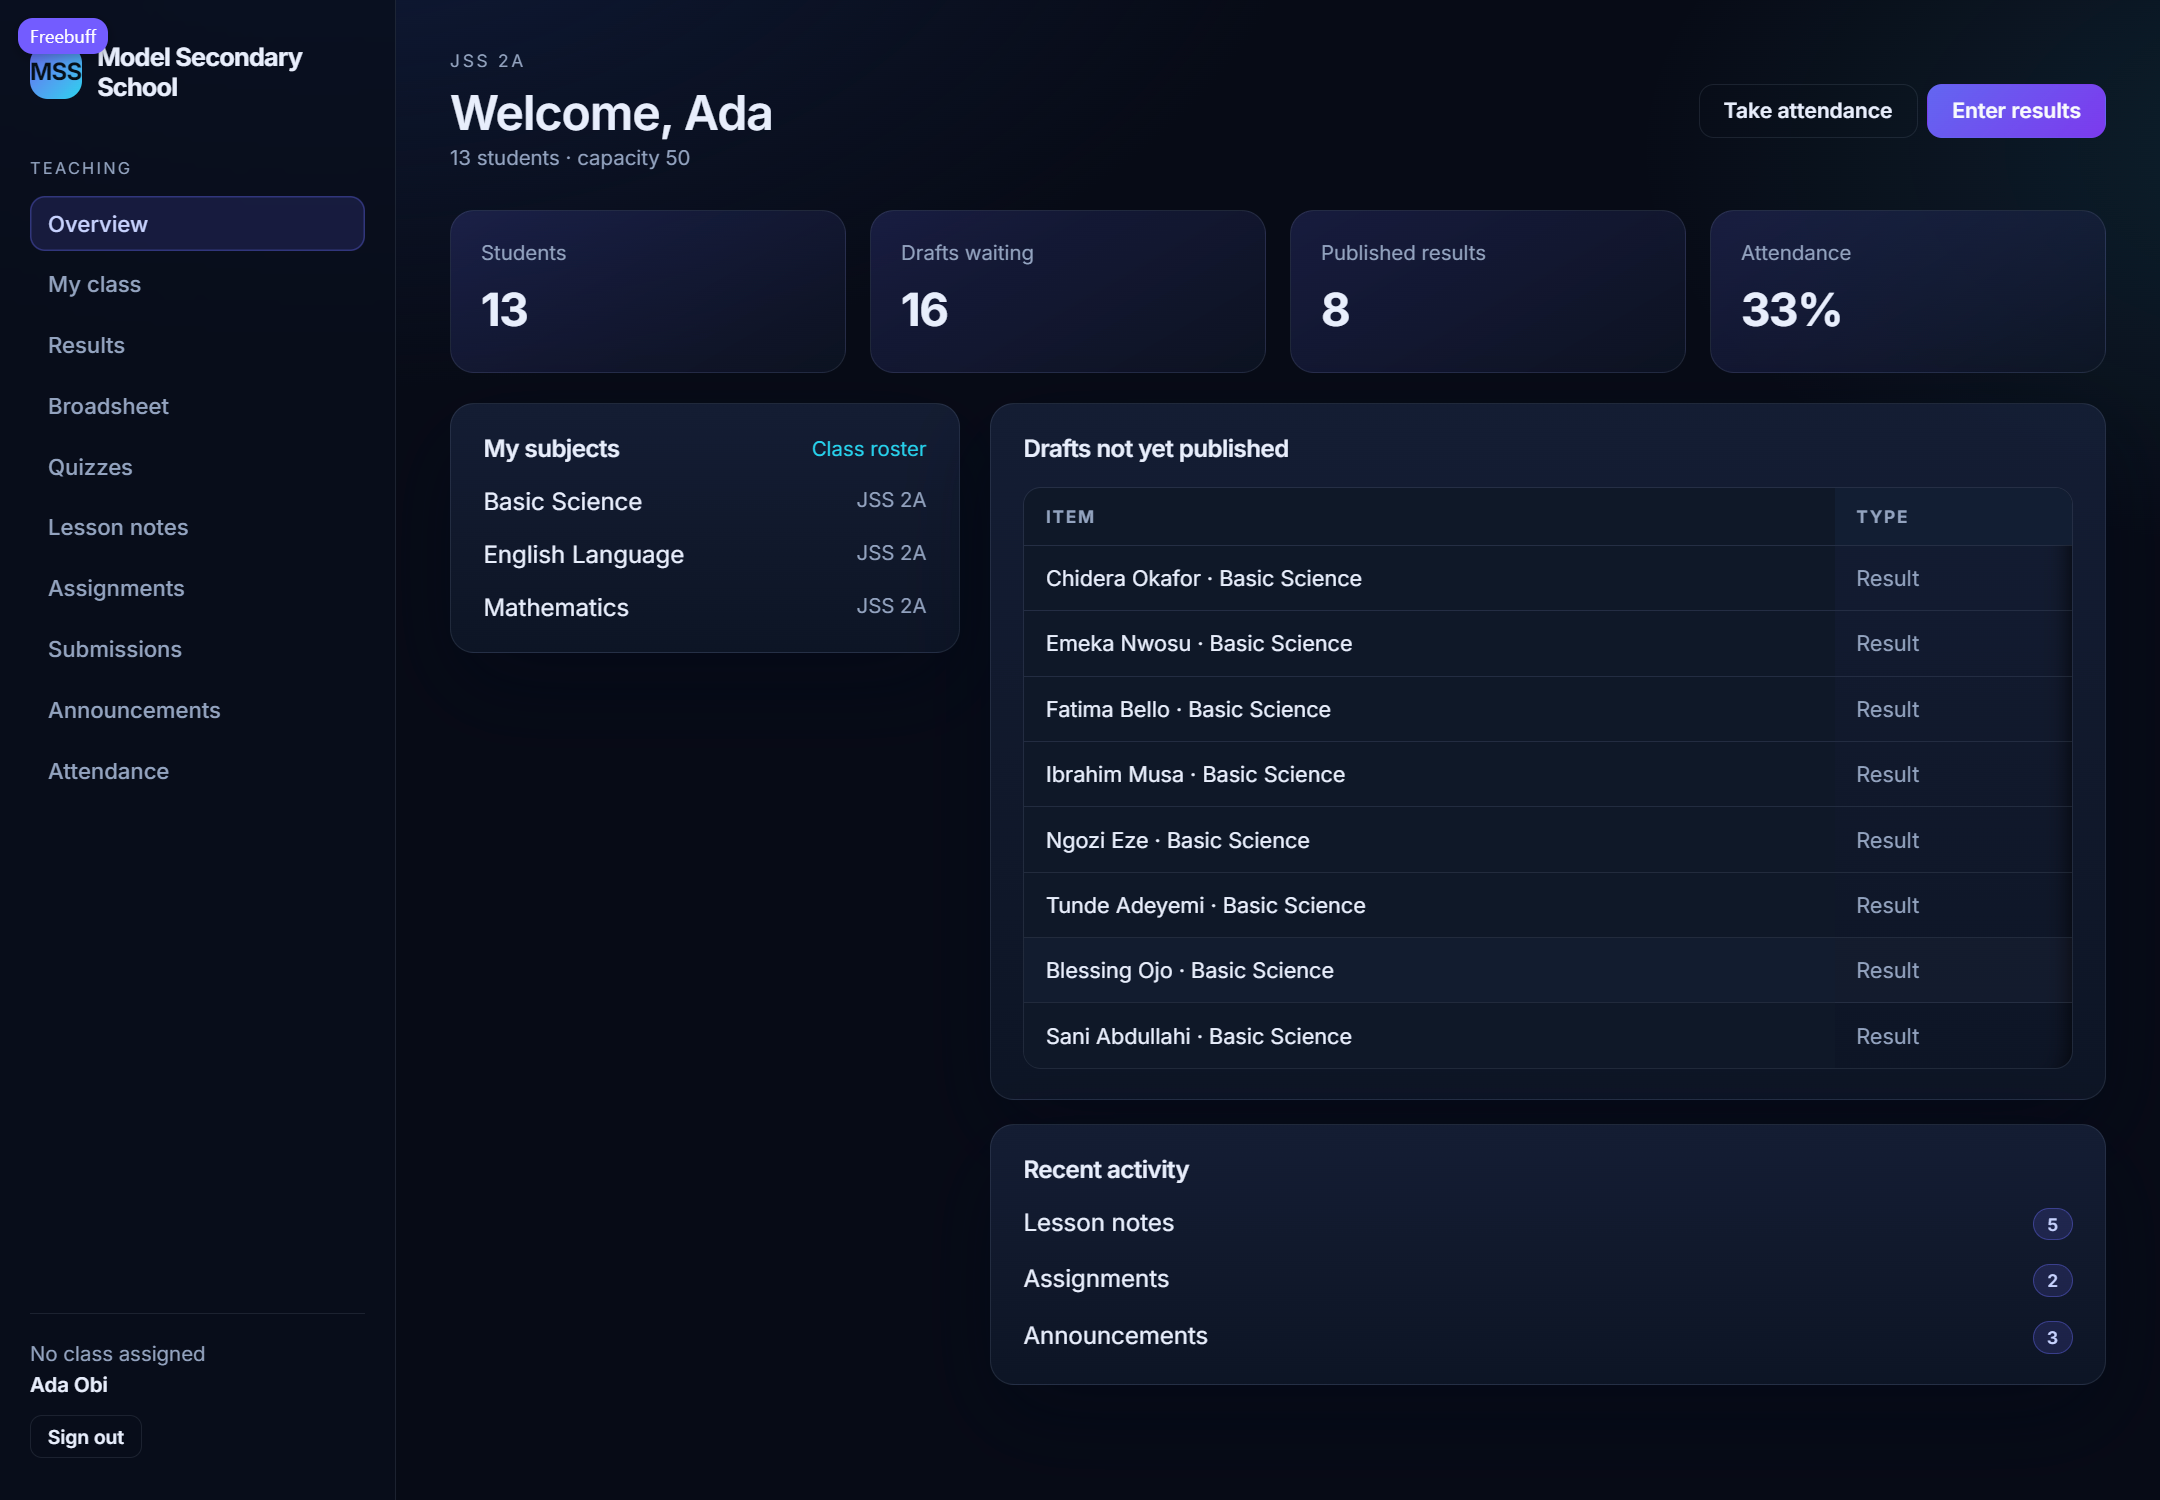 Freebuff
MSS
Model Secondary
School
TEACHING
Overview
My class
Results
Broadsheet
Quizzes
Lesson notes
Assignments
Submissions
Announcements
Attendance
No class assigned
Ada Obi
Sign out
JSS 2A
Welcome, Ada
13 students · capacity 50
Take attendance
Enter results
Students
13
Drafts waiting
16
Published results
8
Attendance
33%
My subjects
Class roster
Basic Science JSS 2A
English Language JSS 2A
Mathematics JSS 2A
Drafts not yet published
ITEM TYPE
Chidera Okafor · Basic Science Result
Emeka Nwosu · Basic Science Result
Fatima Bello · Basic Science Result
Ibrahim Musa · Basic Science Result
Ngozi Eze · Basic Science Result
Tunde Adeyemi · Basic Science Result
Blessing Ojo · Basic Science Result
Sani Abdullahi · Basic Science Result
Recent activity
Lesson notes 5
Assignments 2
Announcements 3